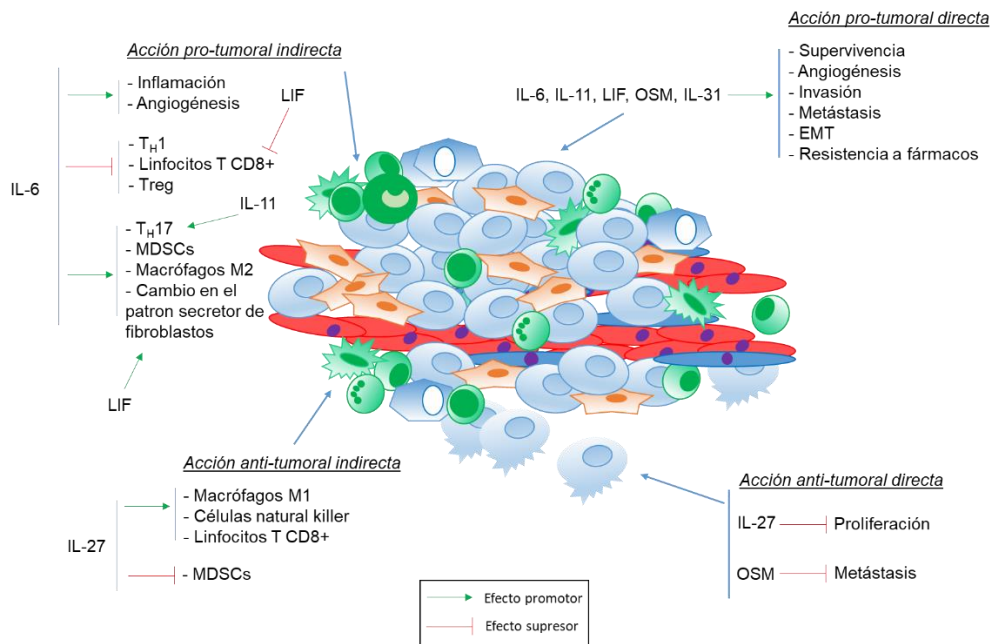 Acción pro-tumoral indirecta
- Inflamación
- Angiogénesis
LIF
- TH1
- Linfocitos T CD8+
- Treg
IL-6
IL-11
- TH17
- MDSCs
- Macrófagos M2
- Cambio en el
patron secretor de
fibroblastos
LIF
Acción pro-tumoral directa
IL-6, IL-11, LIF, OSM, IL-31
- Supervivencia
- Angiogénesis
- Invasión
- Metástasis
- EMT
- Resistencia a fármacos
Acción anti-tumoral indirecta
- Macrófagos M1
- Células natural killer
- Linfocitos T CD8+
IL-27
- MDSCs
Acción anti-tumoral directa
IL-27 Proliferación
OSM Metástasis
Efecto promotor
Efecto supresor